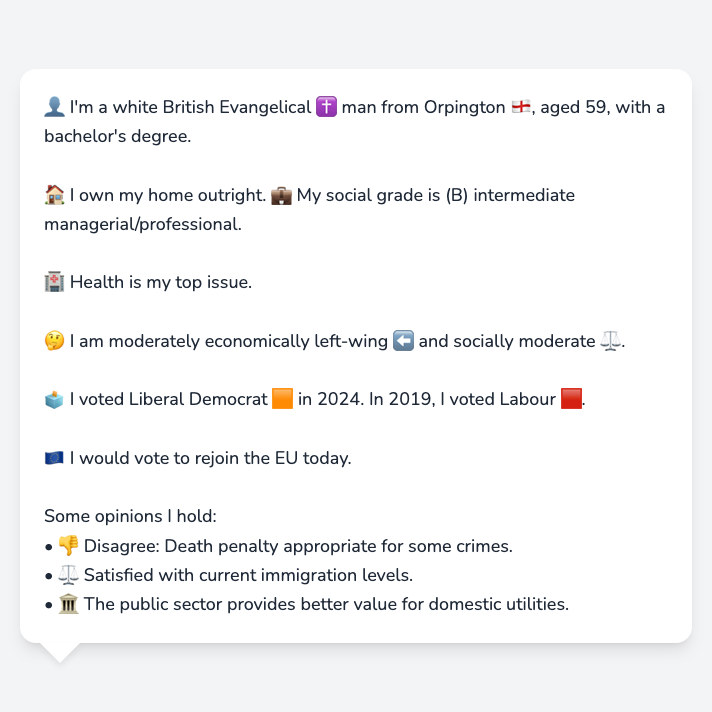 👤 I'm a white British Evangelical ✝️ man from Orpington 🏴󠁧󠁢󠁥󠁮󠁧󠁿, aged 59, with a
bachelor's degree.
🏠 I own my home outright. 💼 My social grade is (B) intermediate
managerial/professional.
🏥 Health is my top issue.
🤔 I am moderately economically left-wing ⬅️ and socially moderate ⚖️.
🗳️ I voted Liberal Democrat 🟧 in 2024. In 2019, I voted Labour 🟥.
🇪🇺 I would vote to rejoin the EU today.
Some opinions I hold:
• 👎 Disagree: Death penalty appropriate for some crimes.
• ⚖️ Satisfied with current immigration levels.
• 🏛️ The public sector provides better value for domestic utilities.